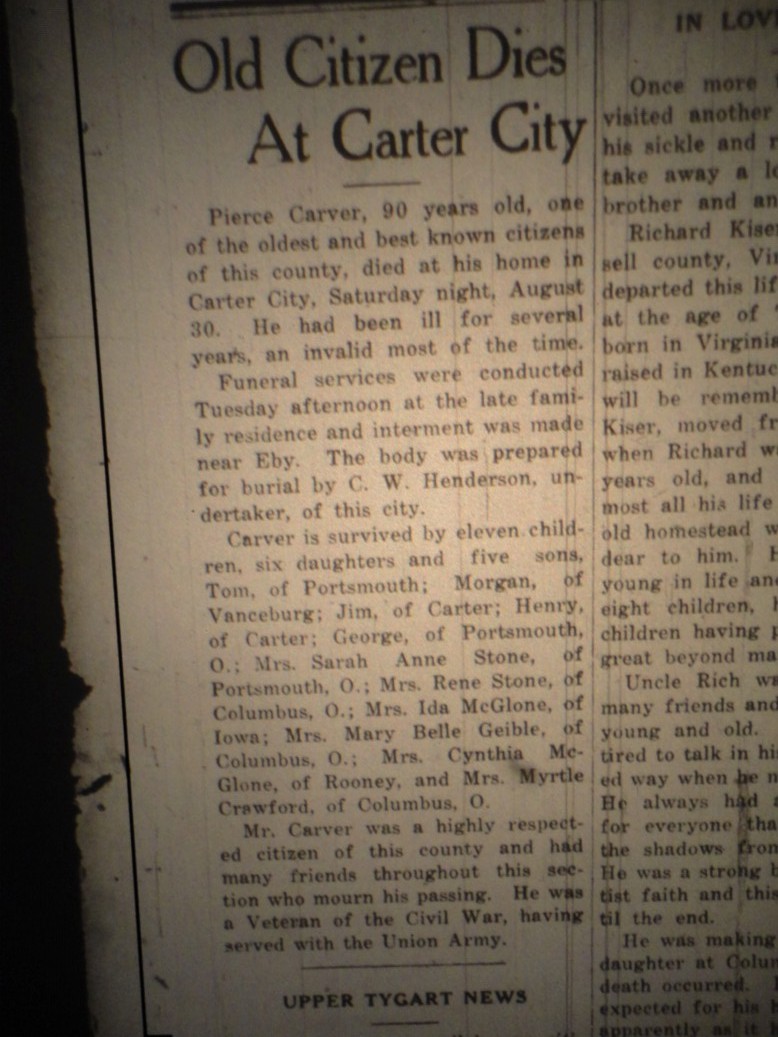 Old Citizen Dies
At Carter City
Pierce Carver, 90 years old, one
of the oldest and best known citizens
of this county, died at his home in
Carter City, Saturday night, August
30. He had been ill for several
years, an invalid most of the time.
Funeral services were conducted
Tuesday afternoon at the late fami-
ly residence and interment was made
near Eby. The body was prepared
for burial by C. W. Henderson, un-
dertaker, of this city.
Carver is survived by eleven child-
ren, six daughters and five sons,
Tom, of Portsmouth; Morgan, of
Vanceburg; Jim, of Carter; Henry,
of Carter; George, of Portsmouth,
O.; Mrs. Sarah Anne Stone, of
Portsmouth, O.; Mrs. Rene Stone, of
Columbus, O.; Mrs. Ida McGlone, of
Iowa; Mrs. Mary Belle Geible, of
Columbus, O.; Mrs. Cynthia Mc-
Glone, of Rooney, and Mrs. Myrtle
Crawford, of Columbus, O.
Mr. Carver was a highly respect-
ed citizen of this county and had
many friends throughout this sec-
tion who mourn his passing. He was
a Veteran of the Civil War, having
served with the Union Army.
UPPER TYGART NEWS
IN LOV
Once more
visited another
his sickle and
take away a
brother and an
Richard Kiser
sell county, Vir
departed this lif
at the age of
born in Virginia
raised in Kentuc
will be rememb
Kiser, moved fr
when Richard w
years old, and
most all his life
old homestead w
dear to him.
young in life and
eight children,
children having
great beyond ma
Uncle Rich wa
many friends and
young and old.
tired to talk in hi
ed way when he n
He always had
for everyone tha
the shadows from
He was a strong
tist faith and this
til the end.
He was making
daughter at Colum
death occurred.
expected for his
apparently as it